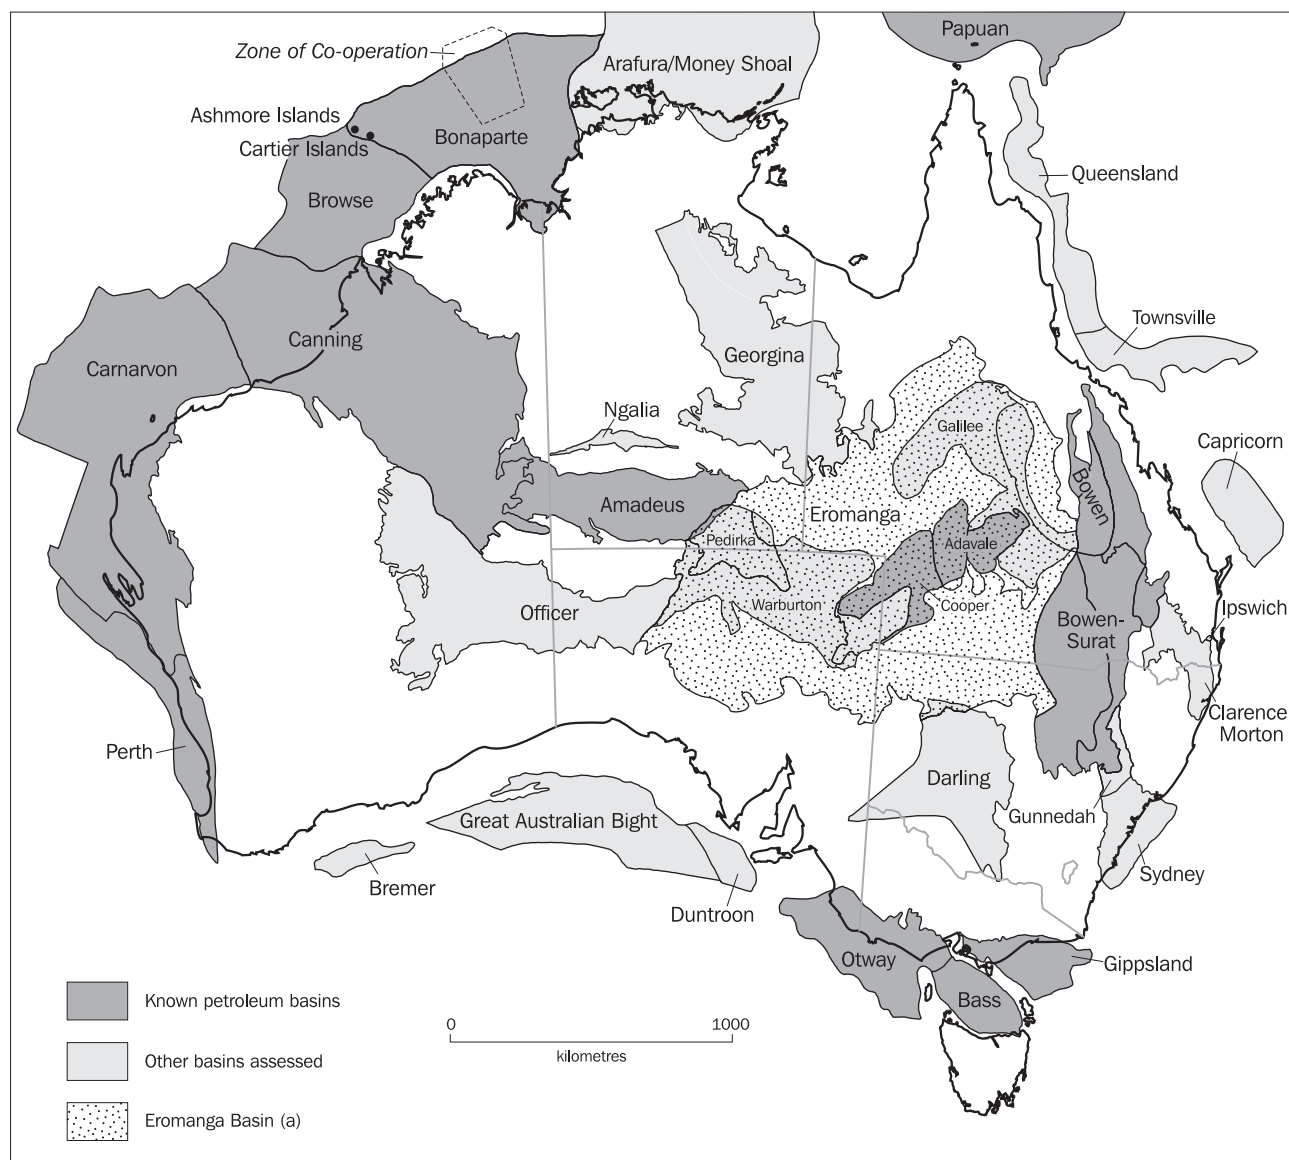 Papuan
Zone of Co-operation
Arafura/Money Shoal
Ashmore Islands
Bonaparte
Cartier Islands
Queensland
Browse
Townsville
Canning
Georgina
Carnarvon
Ngalia
Galilee
Capricorn
Bowen
Amadeus
Eromanga
Pedirka
Adavale
Warburton
Cooper
Officer
Ipswich
Bowen-
Surat
Clarence
Morton
Perth
Darling
Great Australian Bight
Gunnedah
Bremer
Sydney
Duntroon
Otway
Gippsland
Bass
Known petroleum basins
0
1000
kilometres
Other basins assessed
Eromanga Basin (a)